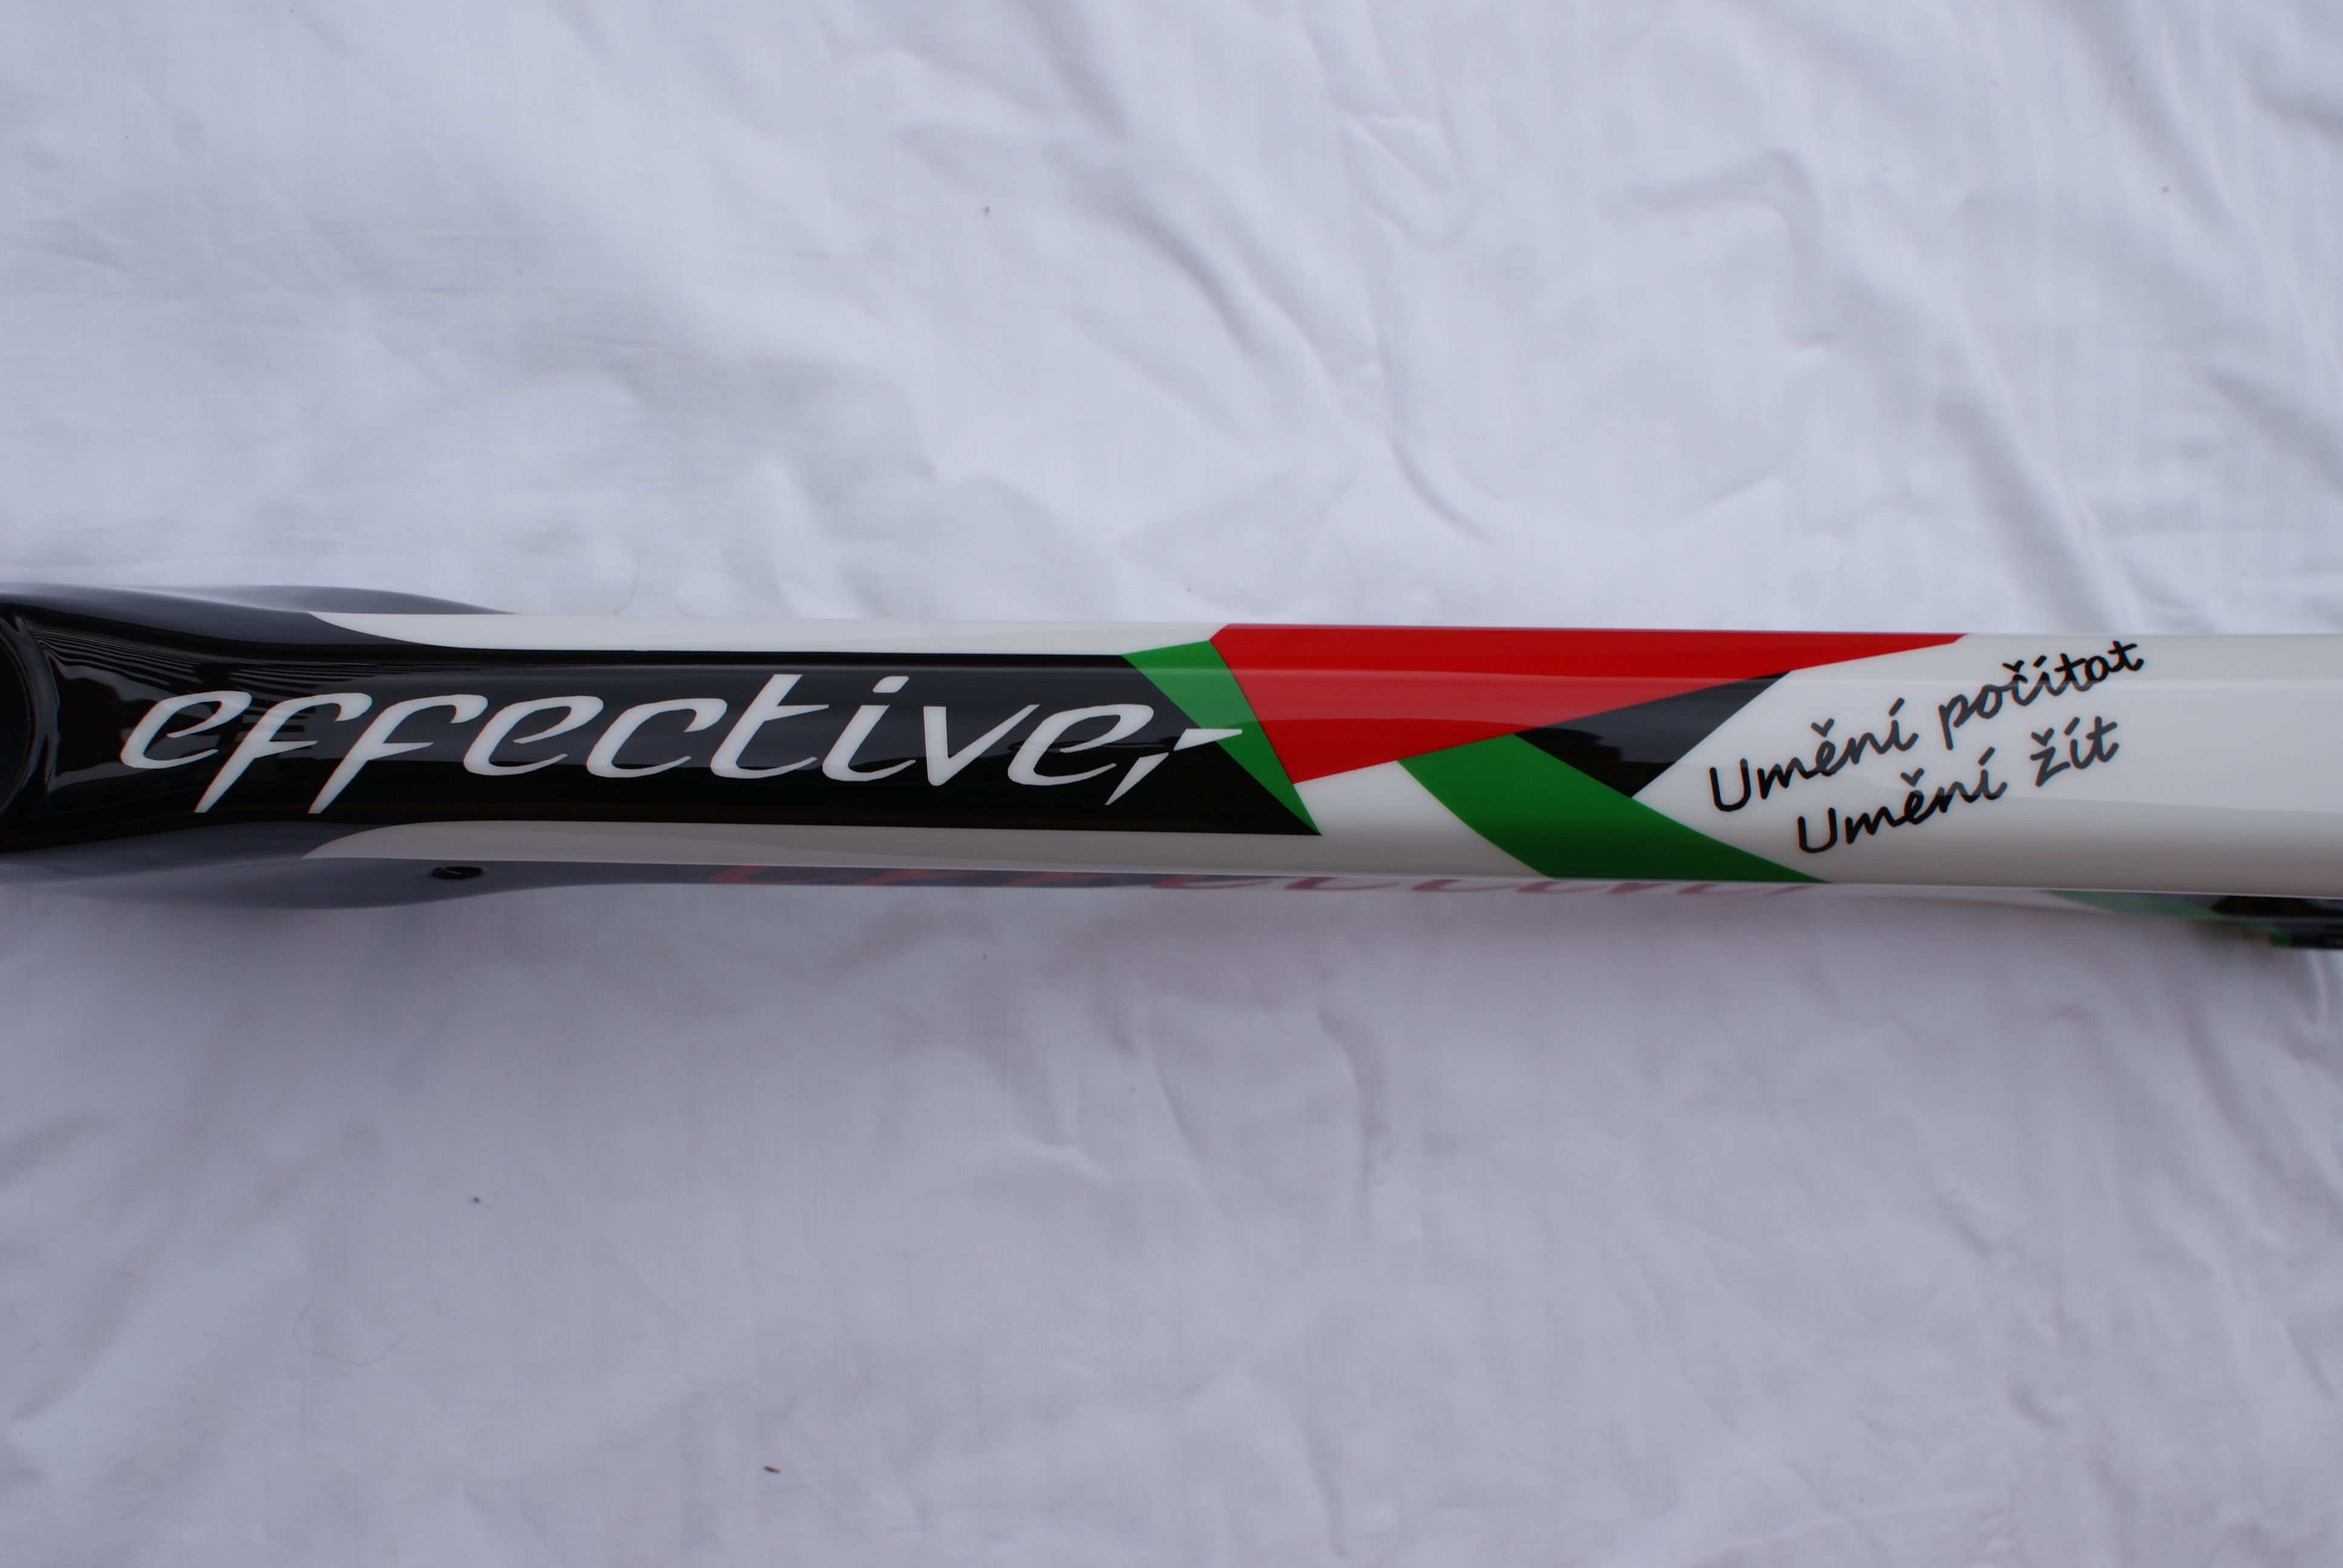 effective
Umění počítat
Umění žít